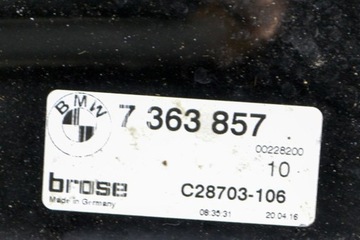 BMW
7 363 857
00228200
10
brose
C28703-106
Made in Germany
08:35:31
20.04.16